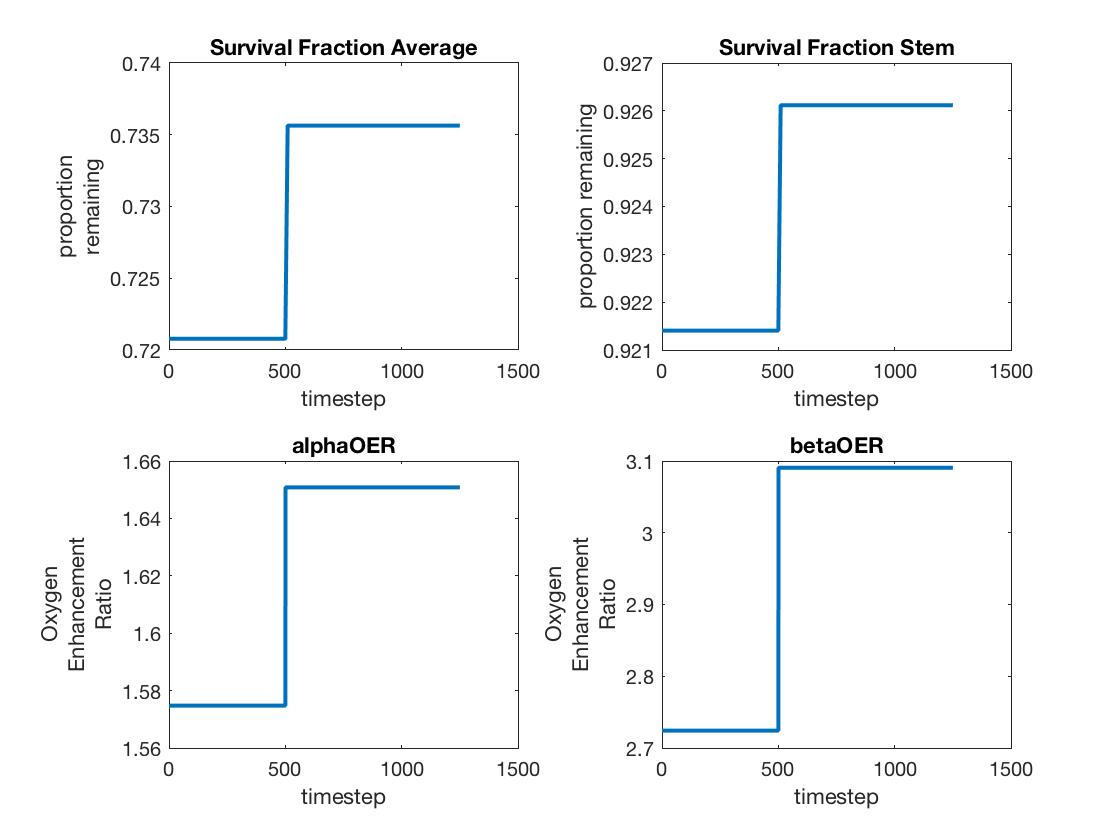 Survival Fraction Average
0.74
0.735
0.73
0.725
0.72
proportion
remaining
0
500
1000
1500
timestep
Survival Fraction Stem
0.927
0.926
0.925
0.924
0.923
0.922
0.921
proportion remaining
0
500
1000
1500
timestep
alphaOER
1.66
1.64
1.62
1.6
1.58
1.56
Oxygen
Enhancement
Ratio
0
500
1000
1500
timestep
betaOER
3.1
3
2.9
2.8
2.7
Oxygen
Enhancement
Ratio
0
500
1000
1500
timestep